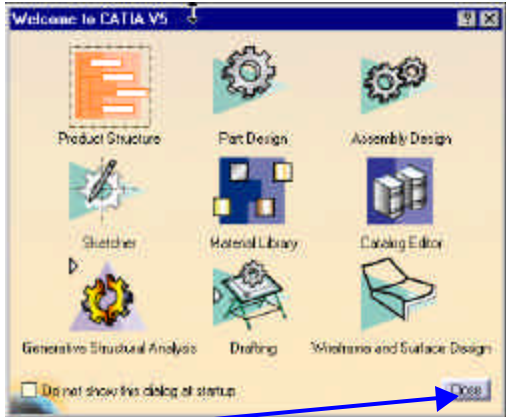 Welcome to CATIA V5
Product Structure
Part Design
Assembly Design
Sketcher
Material Library
Catalog Editor
Generative Structural Analysis
Drafting
Wireframe and Surface Design
Do not show this dialog at startup
Close